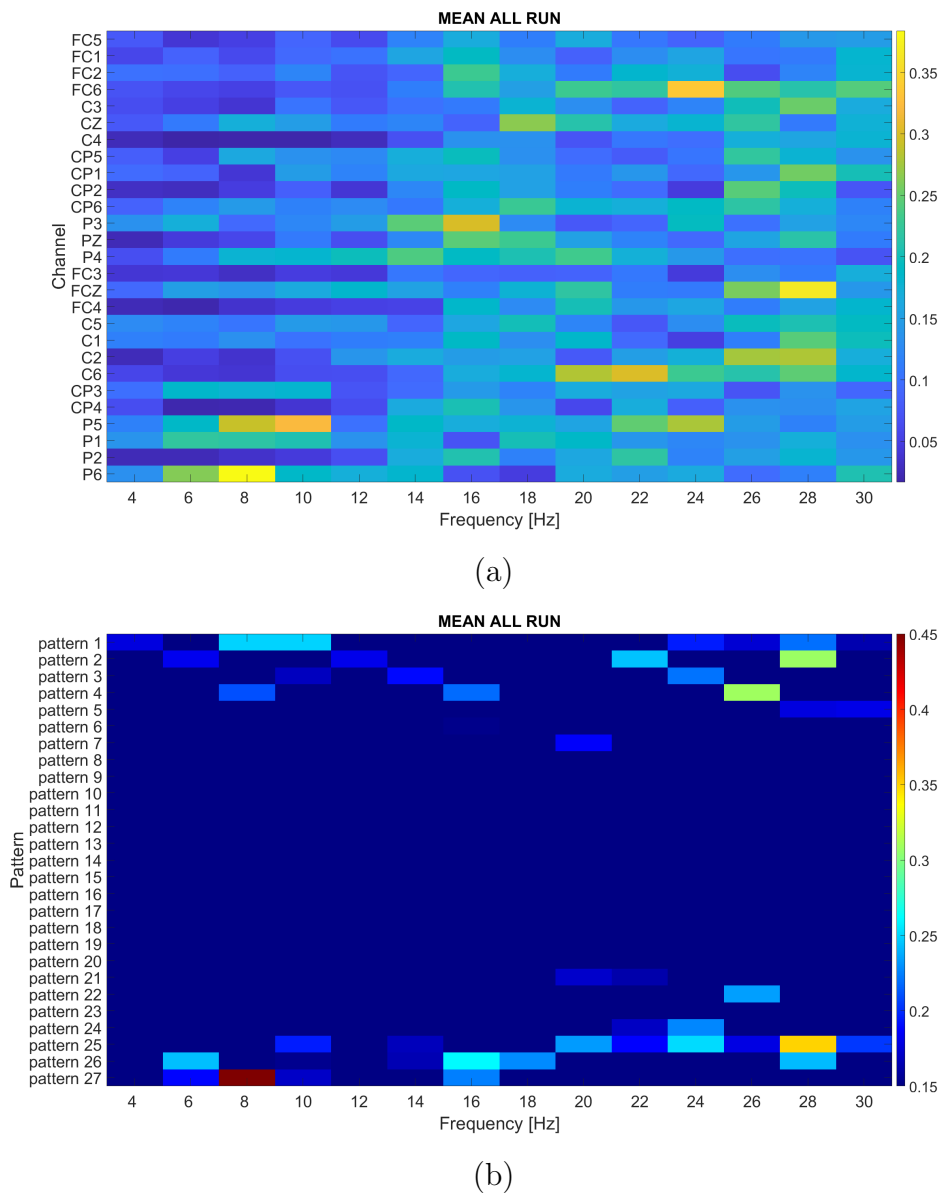 MEAN ALL RUN
FC5
FC1
FC2
FC6
C3
CZ
C4
CP5
CP1
CP2
CP6
P3
PZ
P4
FC3
FCZ
FC4
C5
C1
C2
C6
CP3
CP4
P5
P1
P2
P6
Channel
4 6 8 10 12 14 16 18 20 22 24 26 28 30
Frequency [Hz]
0.35
0.3
0.25
0.2
0.15
0.1
0.05
(a)
MEAN ALL RUN
pattern 1
pattern 2
pattern 3
pattern 4
pattern 5
pattern 6
pattern 7
pattern 8
pattern 9
pattern 10
pattern 11
pattern 12
pattern 13
pattern 14
pattern 15
pattern 16
pattern 17
pattern 18
pattern 19
pattern 20
pattern 21
pattern 22
pattern 23
pattern 24
pattern 25
pattern 26
pattern 27
Pattern
4 6 8 10 12 14 16 18 20 22 24 26 28 30
Frequency [Hz]
0.45
0.4
0.35
0.3
0.25
0.2
0.15
(b)